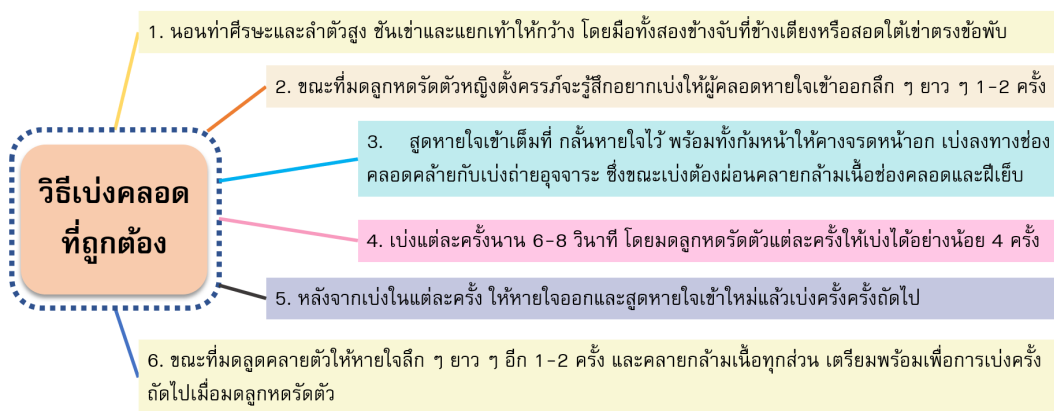 วิธีเบ่งคลอด
ที่ถูกต้อง
1. นอนท่าศีรษะและลำตัวสูง ชันเข่าและแยกเท้าให้กว้าง โดยมือทั้งสองข้างจับที่ข้างเตียงหรือสอดใต้เข่าตรงข้อพับ
2. ขณะที่มดลูกหดรัดตัวหญิงตั้งครรภ์จะรู้สึกอยากเบ่งให้ผู้คลอดหายใจเข้าออกลึก ๆ ยาว ๆ 1-2 ครั้ง
3. สูดหายใจเข้าเต็มที่ กลั้นหายใจไว้ พร้อมทั้งก้มหน้าให้คางจรดหน้าอก เบ่งลงทางช่อง
คลอดคล้ายกับเบ่งถ่ายอุจจาระ ซึ่งขณะเบ่งต้องผ่อนคลายกล้ามเนื้อช่องคลอดและฝีเย็บ
4. เบ่งแต่ละครั้งนาน 6-8 วินาที โดยมดลูกหดรัดตัวแต่ละครั้งให้เบ่งได้อย่างน้อย 4 ครั้ง
5. หลังจากเบ่งในแต่ละครั้ง ให้หายใจออกและสูดหายใจเข้าใหม่แล้วเบ่งครั้งครั้งถัดไป
6. ขณะที่มดลูดคลายตัวให้หายใจลึก ๆ ยาว ๆ อีก 1-2 ครั้ง และคลายกล้ามเนื้อทุกส่วน เตรียมพร้อมเพื่อการเบ่งครั้ง
ถัดไปเมื่อมดลูกหดรัดตัว